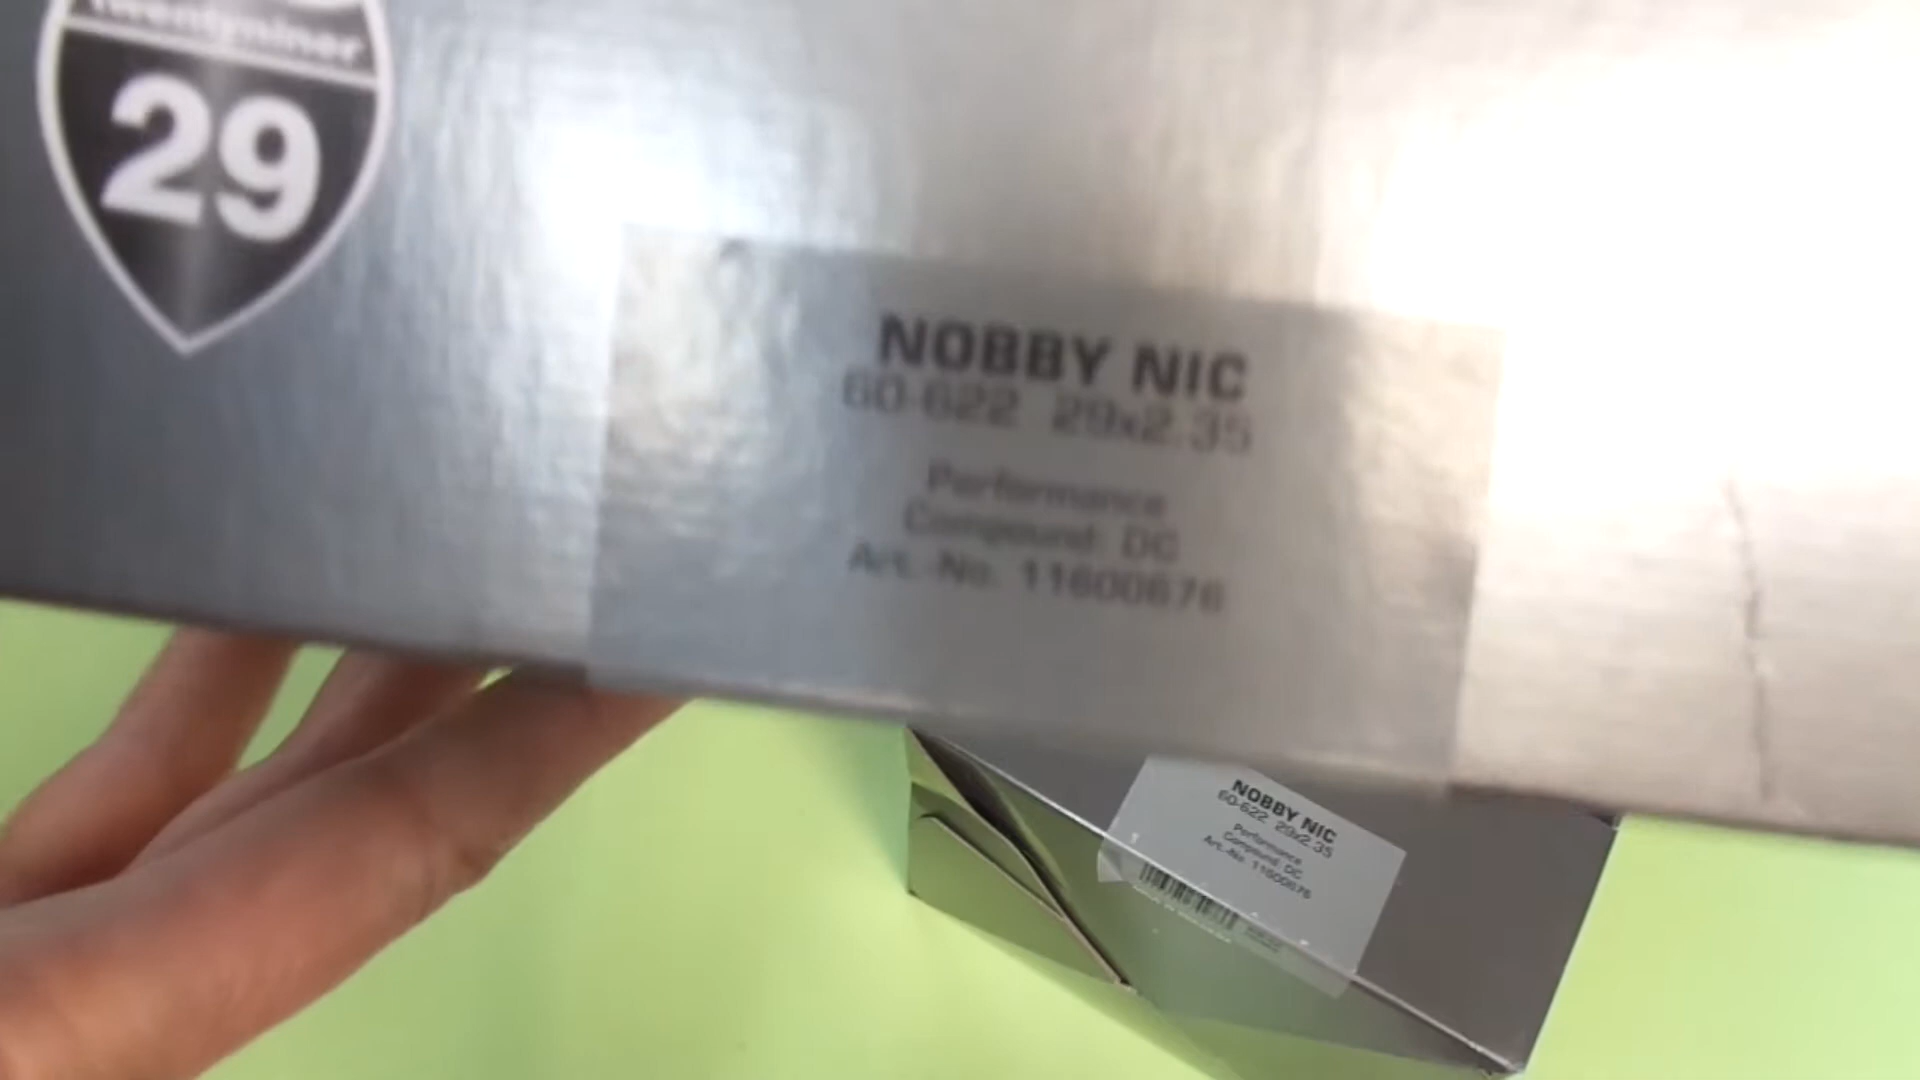 Twentyniner
29
NOBBY NIC
60-622 29x2.35
Performance
Compound: DC
Art.-No. 11600676
NOBBY NIC
60-622 29x2.35
Performance
Compound: DC
Art.-No. 11600676